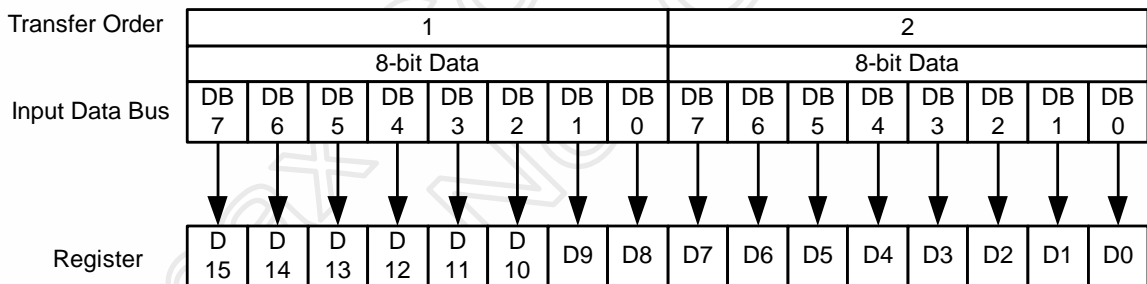 Transfer Order 1 2
8-bit Data 8-bit Data
Input Data Bus DB 7 DB 6 DB 5 DB 4 DB 3 DB 2 DB 1 DB 0 DB 7 DB 6 DB 5 DB 4 DB 3 DB 2 DB 1 DB 0
Register D 15 D 14 D 13 D 12 D 11 D 10 D9 D8 D7 D6 D5 D4 D3 D2 D1 D0